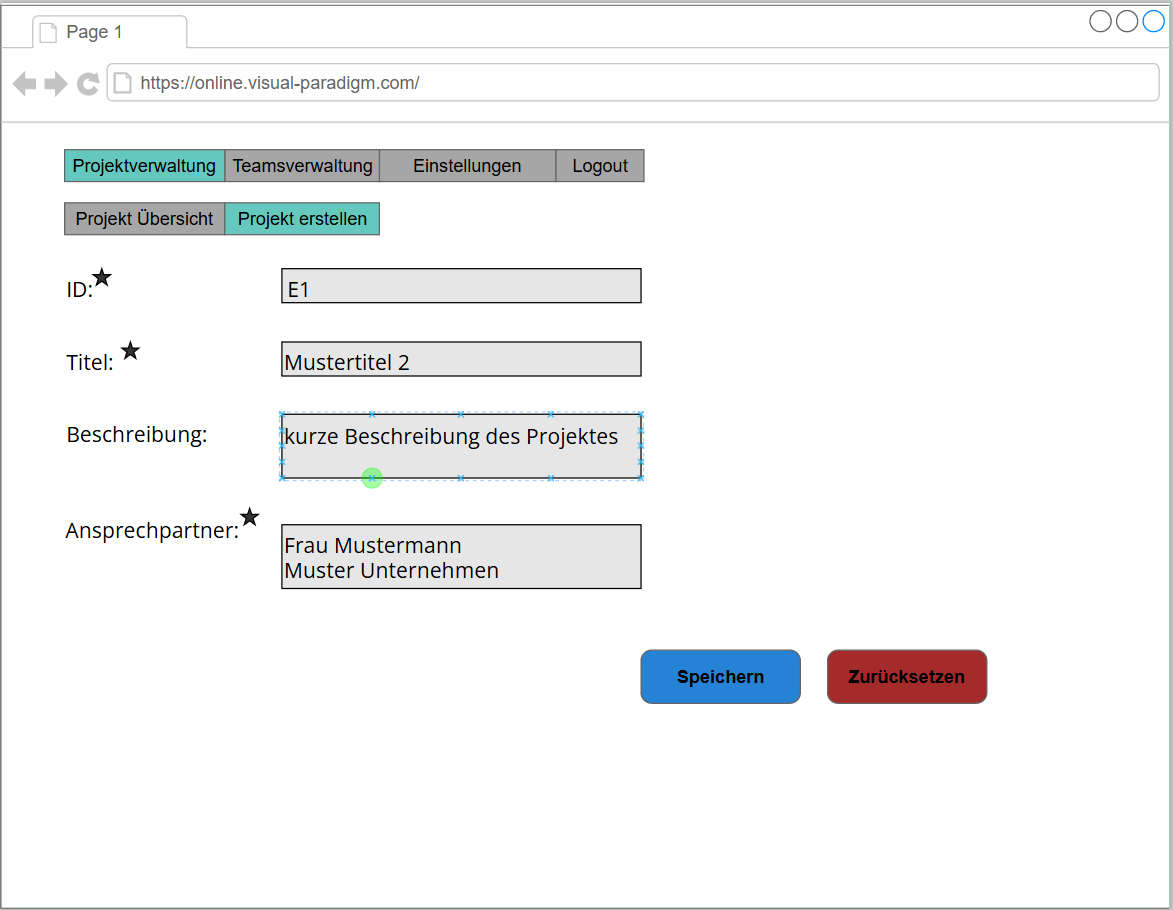 Page 1
https://online.visual-paradigm.com/
Projektverwaltung Teamsverwaltung Einstellungen Logout
Projekt Übersicht Projekt erstellen
ID: E1
Titel: Mustertitel 2
Beschreibung: kurze Beschreibung des Projektes
Ansprechpartner:
Frau Mustermann
Muster Unternehmen
Speichern Zurücksetzen